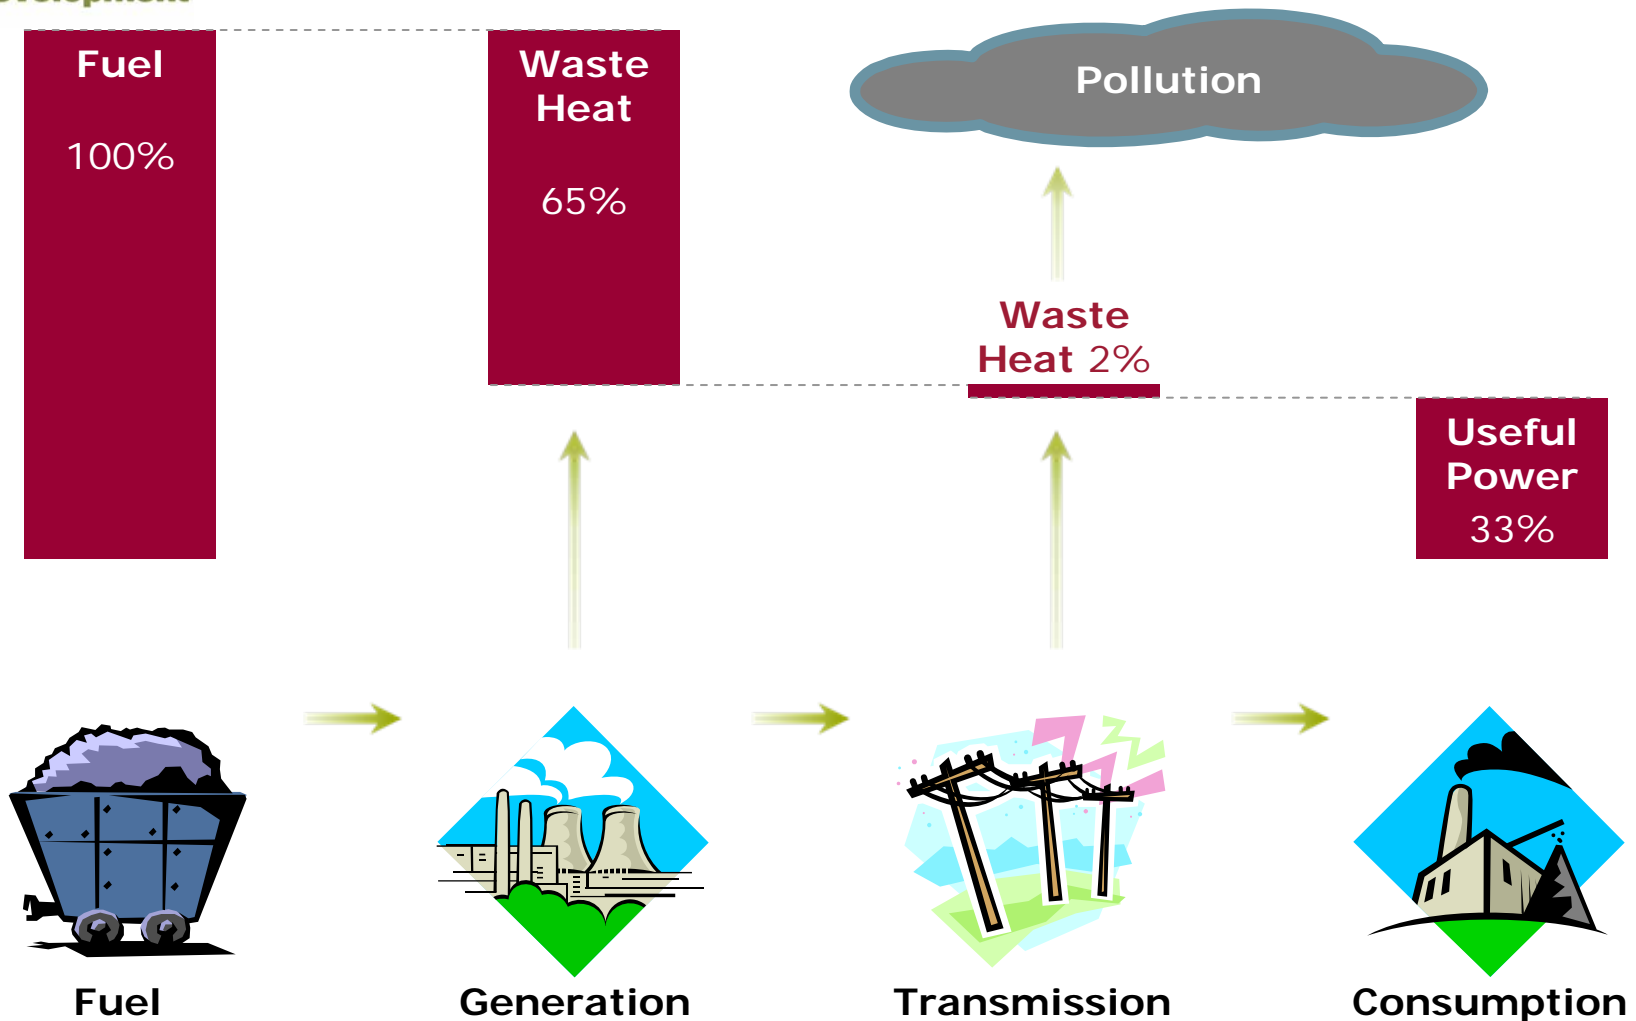 Fuel
100%
Waste
Heat
65%
Pollution
Waste
Heat 2%
Useful
Power
33%
Fuel
Generation
Transmission
Consumption